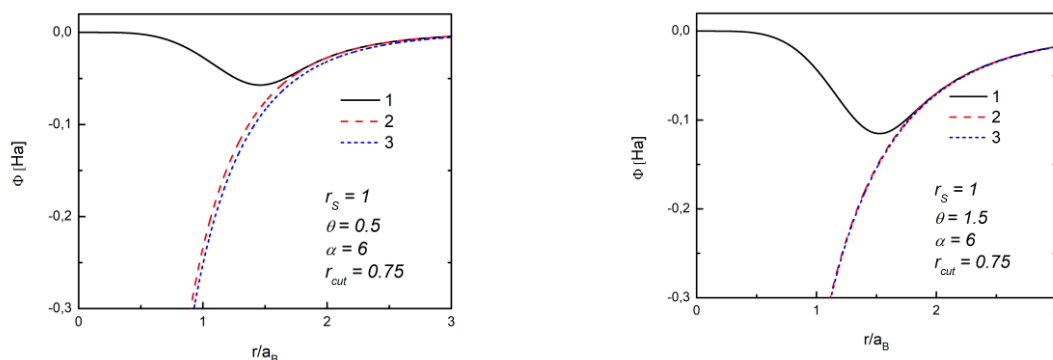 0,0
-0,1
-0,2
-0,3
Φ [Ha]
1
2
3
r_S = 1
θ = 0.5
α = 6
r_cut = 0.75
0
1
2
3
r/a_B
0,0
-0,1
-0,2
-0,3
Φ [Ha]
1
2
3
r_S = 1
θ = 1.5
α = 6
r_cut = 0.75
0
1
2
r/a_B